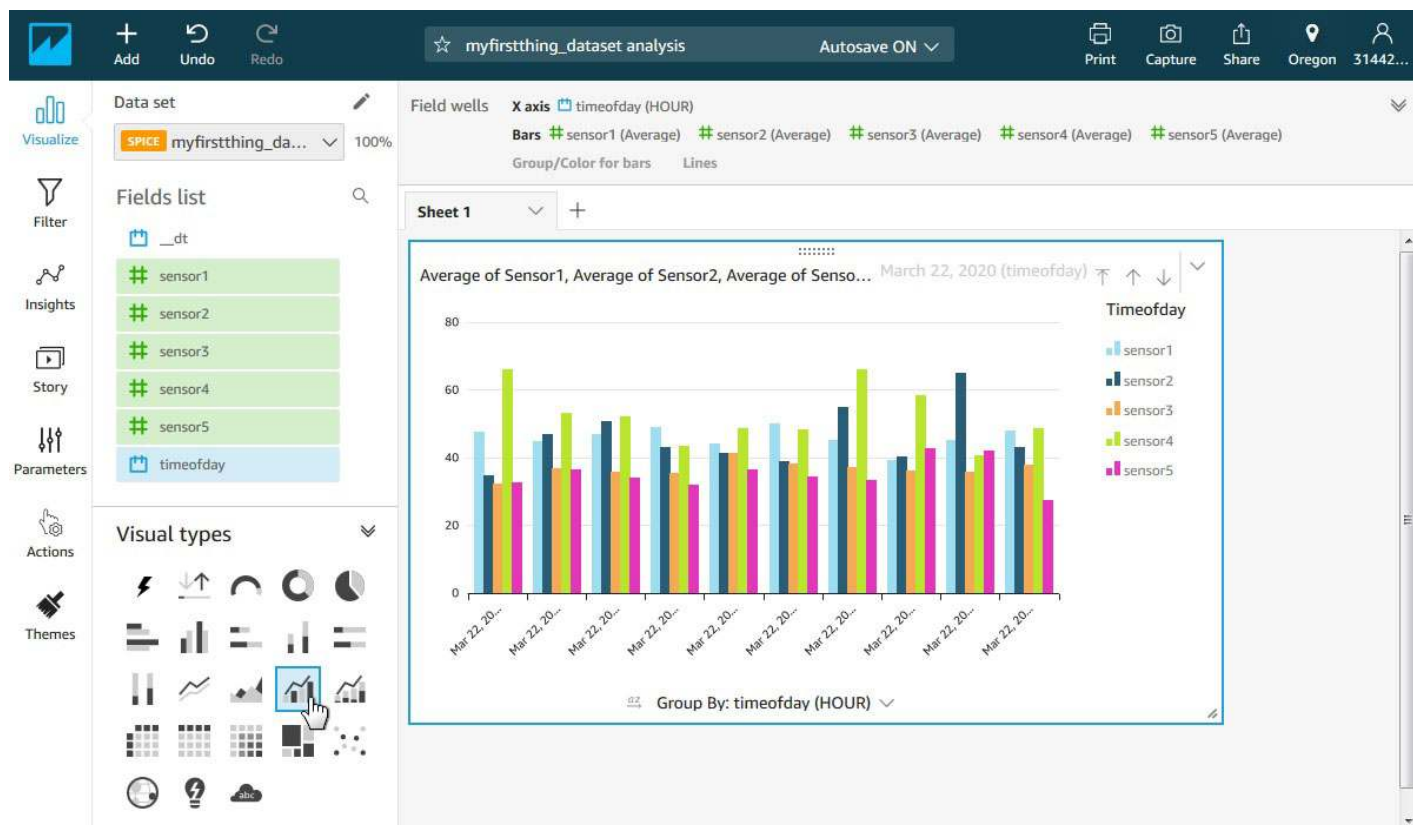 Add Undo Redo
myfirstthing_dataset analysis Autosave ON
Print Capture Share Oregon 31442...
Visualize
Filter
Insights
Story
Parameters
Actions
Themes
Data set
SPICE myfirstthing_da... 100%
Fields list
__dt
sensor1
sensor2
sensor3
sensor4
sensor5
timeofday
Visual types
abc
Field wells X axis timeofday (HOUR)
Bars sensor1 (Average) sensor2 (Average) sensor3 (Average) sensor4 (Average) sensor5 (Average)
Group/Color for bars Lines
Sheet 1
Average of Sensor1, Average of Sensor2, Average of Senso... March 22, 2020 (timeofday)
Timeofday
sensor1
sensor2
sensor3
sensor4
sensor5
80
60
40
20
0
Mar 22, 20... Mar 22, 20... Mar 22, 20... Mar 22, 20... Mar 22, 20... Mar 22, 20... Mar 22, 20... Mar 22, 20... Mar 22, 20... Mar 22, 20...
az Group By: timeofday (HOUR)